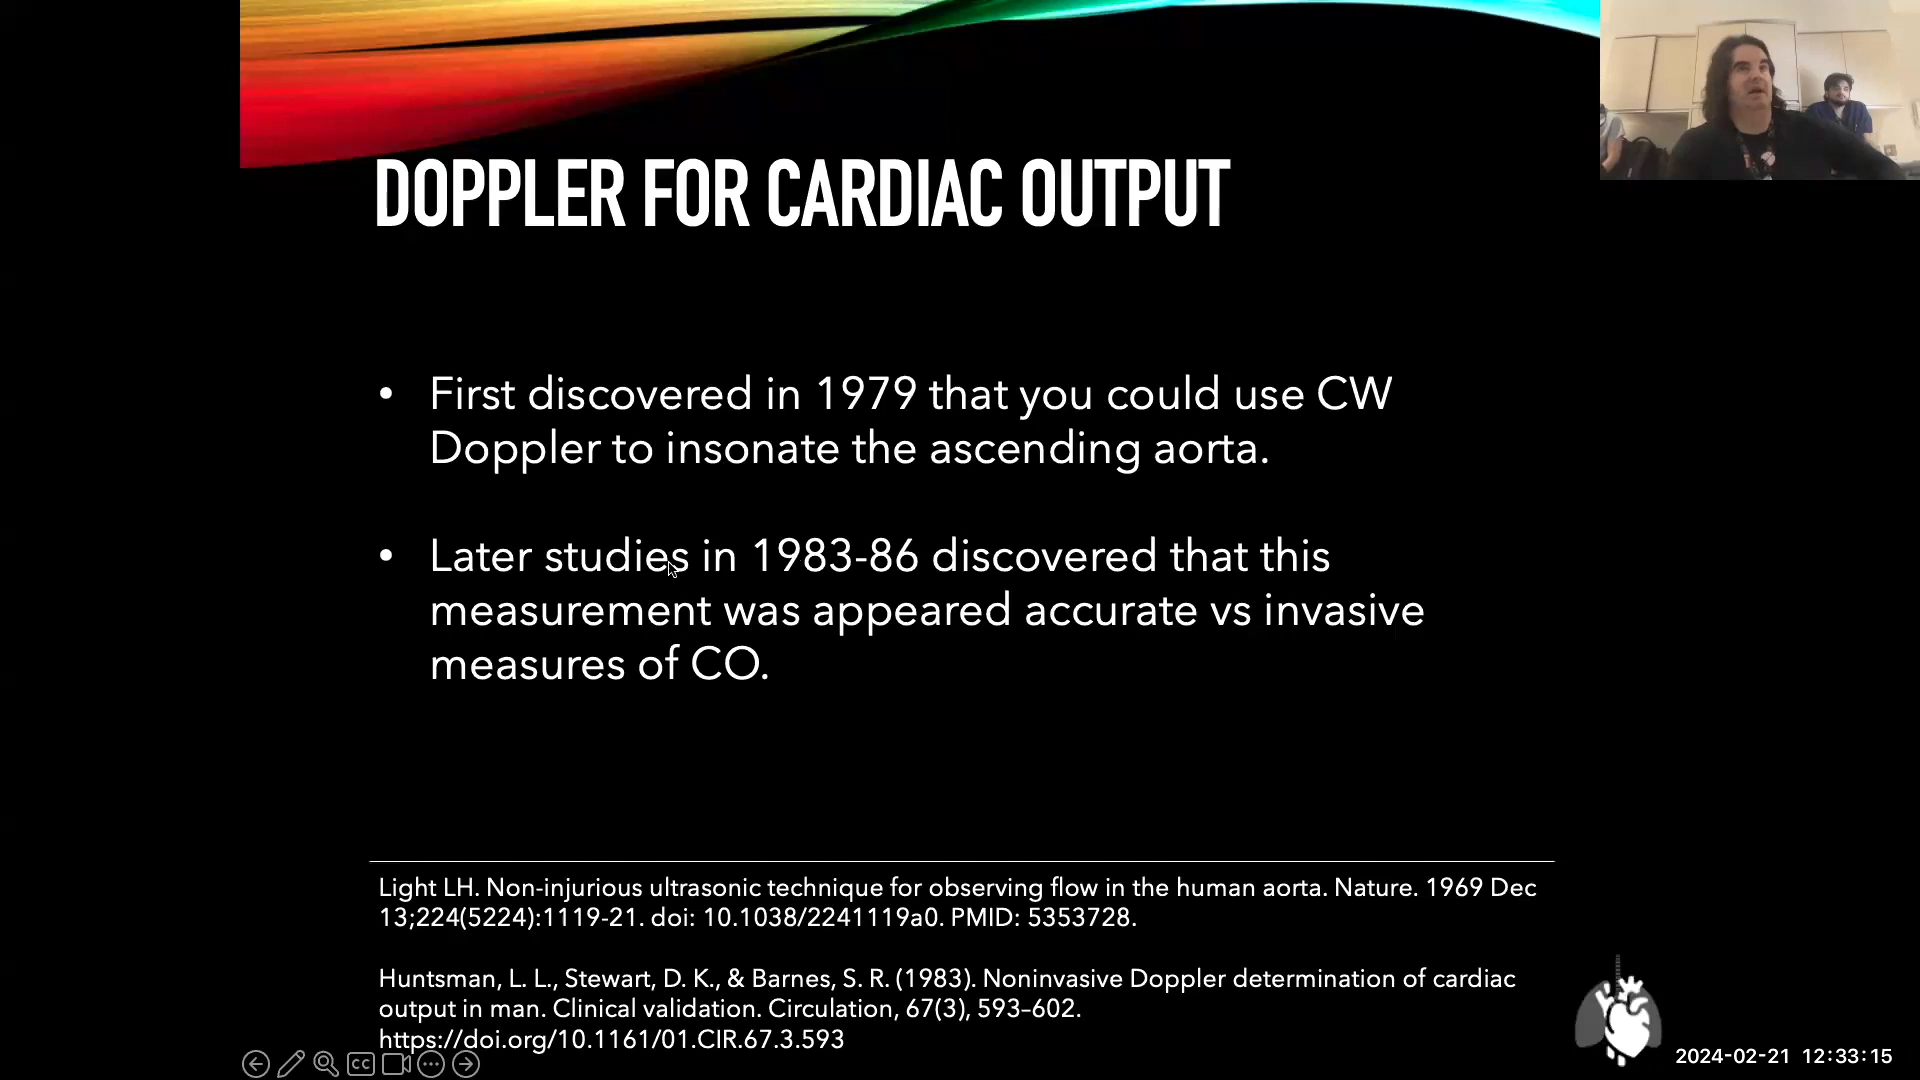 DOPPLER FOR CARDIAC OUTPUT
• First discovered in 1979 that you could use CW
Doppler to insonate the ascending aorta.
• Later studies in 1983-86 discovered that this
measurement was appeared accurate vs invasive
measures of CO.
Light LH. Non-injurious ultrasonic technique for observing flow in the human aorta. Nature. 1969 Dec
13;224(5224):1119-21. doi: 10.1038/2241119a0. PMID: 5353728.
Huntsman, L. L., Stewart, D. K., & Barnes, S. R. (1983). Noninvasive Doppler determination of cardiac
output in man. Clinical validation. Circulation, 67(3), 593–602.
https://doi.org/10.1161/01.CIR.67.3.593
CC
2024-02-21 12:33:15